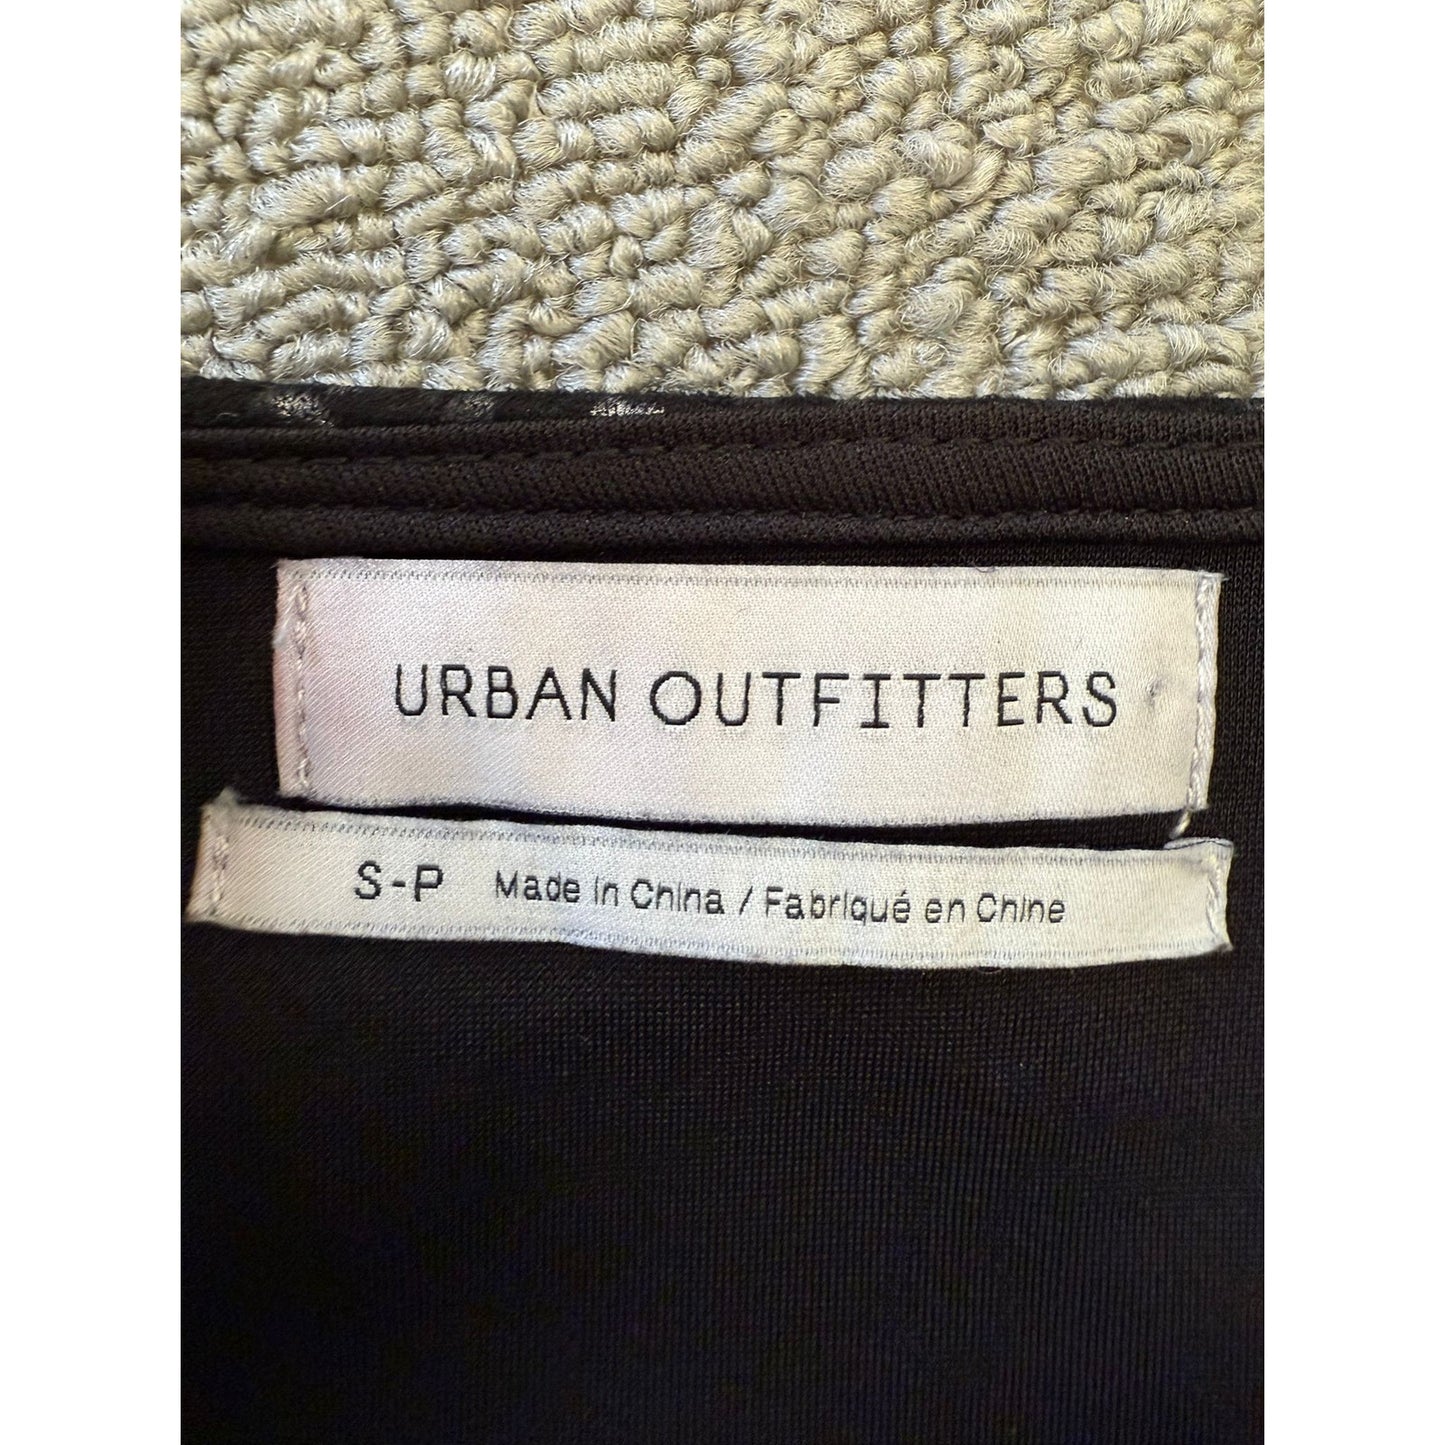 URBAN OUTFITTERS
S-P Made in China / Fabriqué en Chine